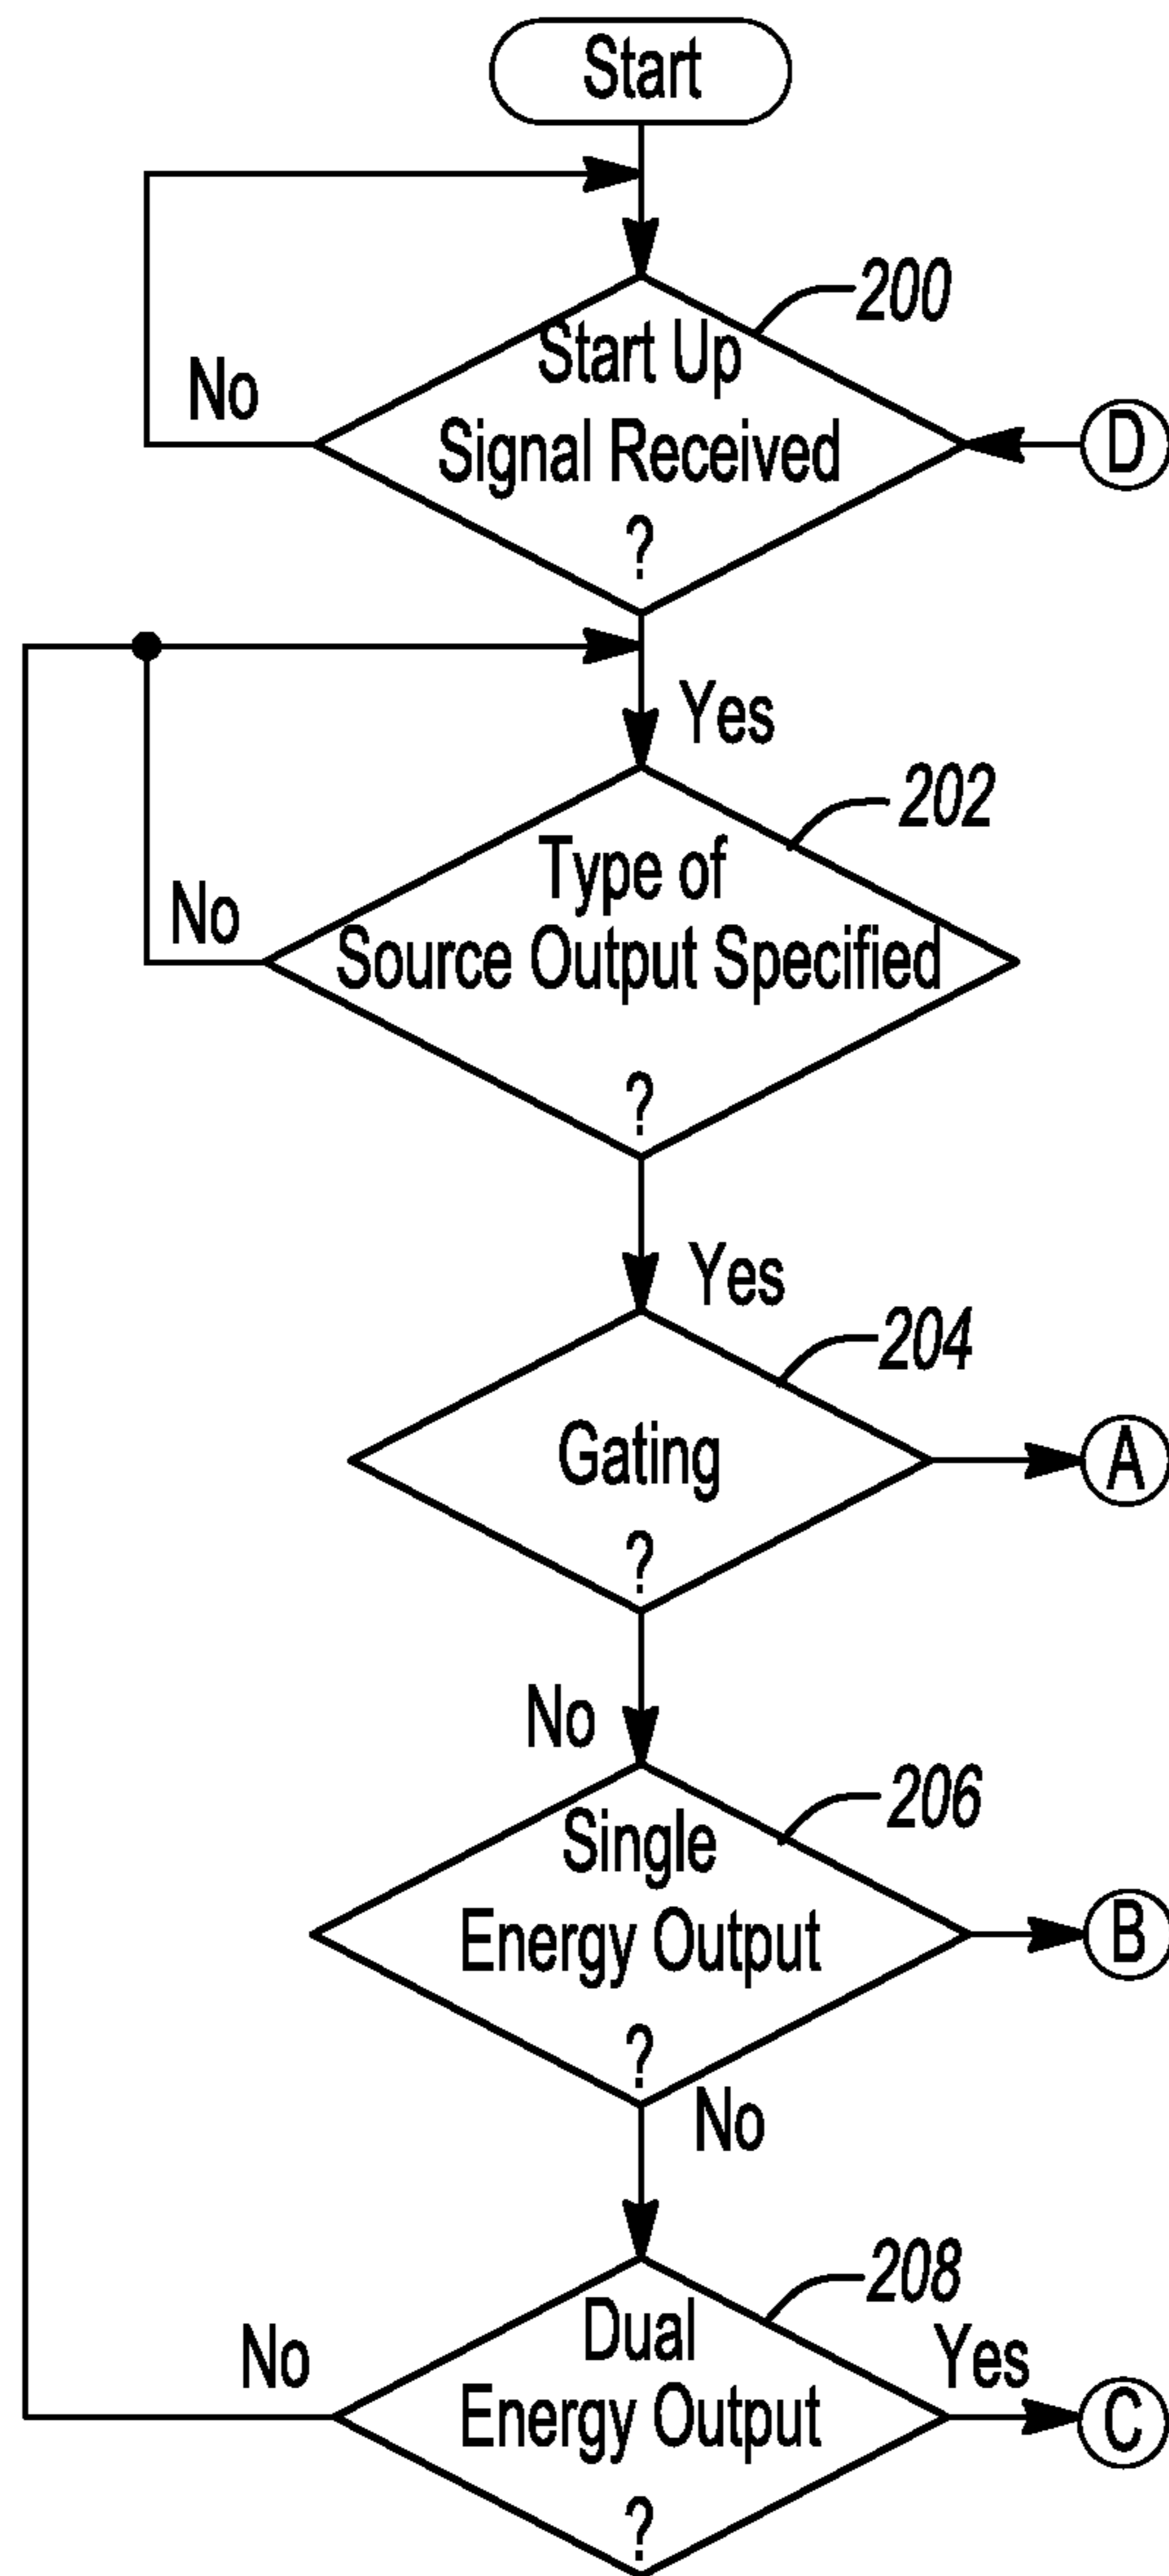 Start
200
Start Up
No
Signal Received
D
?
Yes
202
Type of
No
Source Output Specified
?
Yes
204
Gating
A
?
No
206
Single
Energy Output
B
?
No
208
Dual
No
Yes
Energy Output
C
?